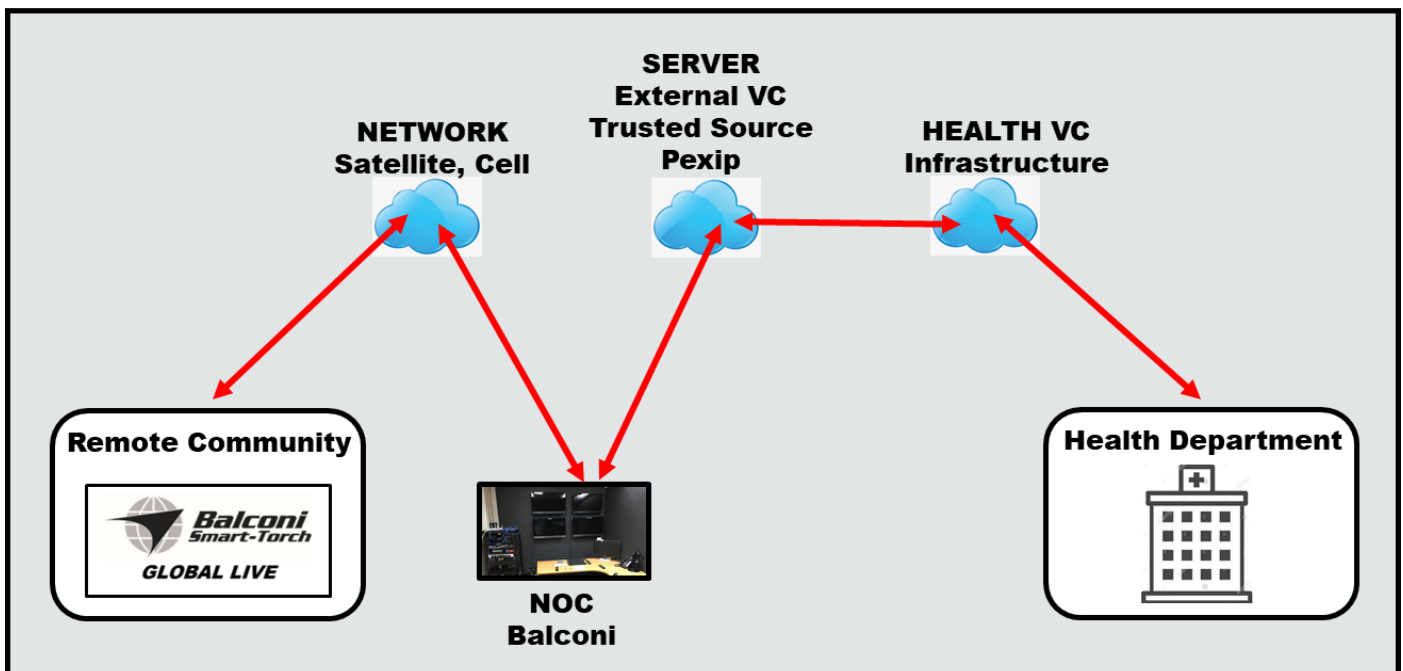 SERVER
External VC
Trusted Source
Pexip
NETWORK
Satellite, Cell
HEALTH VC
Infrastructure
Remote Community
Balconi
Smart-Torch
GLOBAL LIVE
Health Department
NOC
Balconi